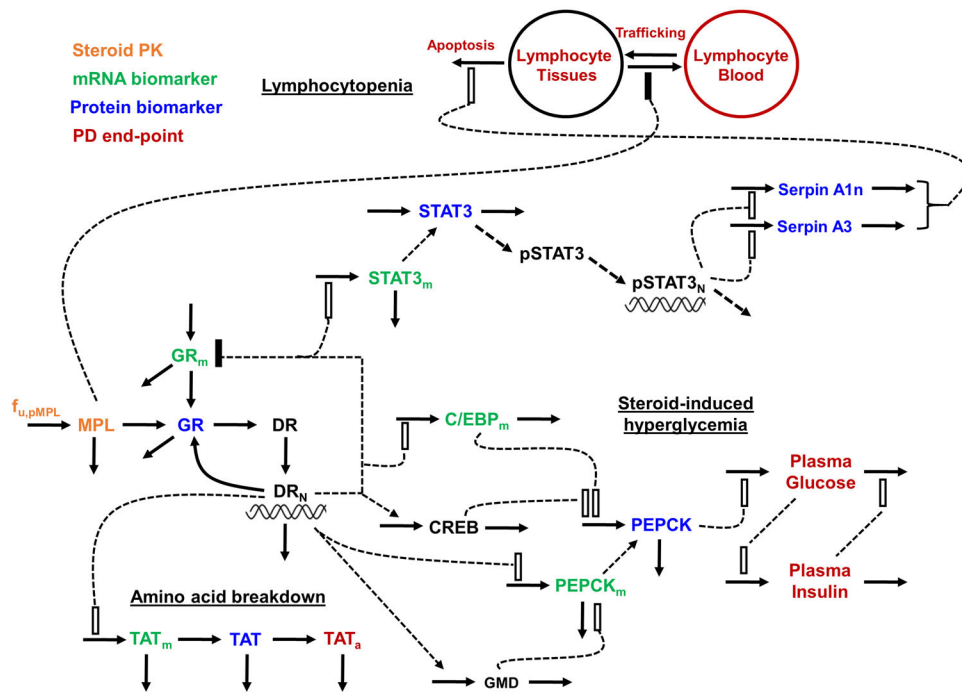 Steroid PK
mRNA biomarker
Protein biomarker
PD end-point
Lymphocytopenia
Apoptosis
Lymphocyte
Tissues
Trafficking
Lymphocyte
Blood
Serpin A1n
Serpin A3
STAT3
pSTAT3
pSTAT3N
STAT3m
GRm
fu,pMPL
MPL
GR
DR
DRN
C/EBPm
Steroid-induced
hyperglycemia
CREB
PEPCK
Plasma
Glucose
Plasma
Insulin
PEPCKm
Amino acid breakdown
TATm
TAT
TATa
GMD